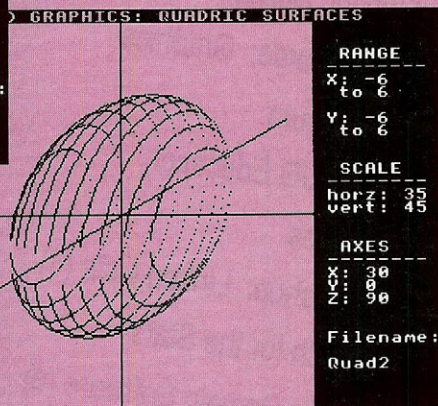 ) GRAPHICS: QUADRIC SURFACES
:
RANGE
X: -6
to 6
Y: -6
to 6
SCALE
horz: 35
vert: 45
AXES
X: 30
Y: 0
Z: 90
Filename:
Quad2